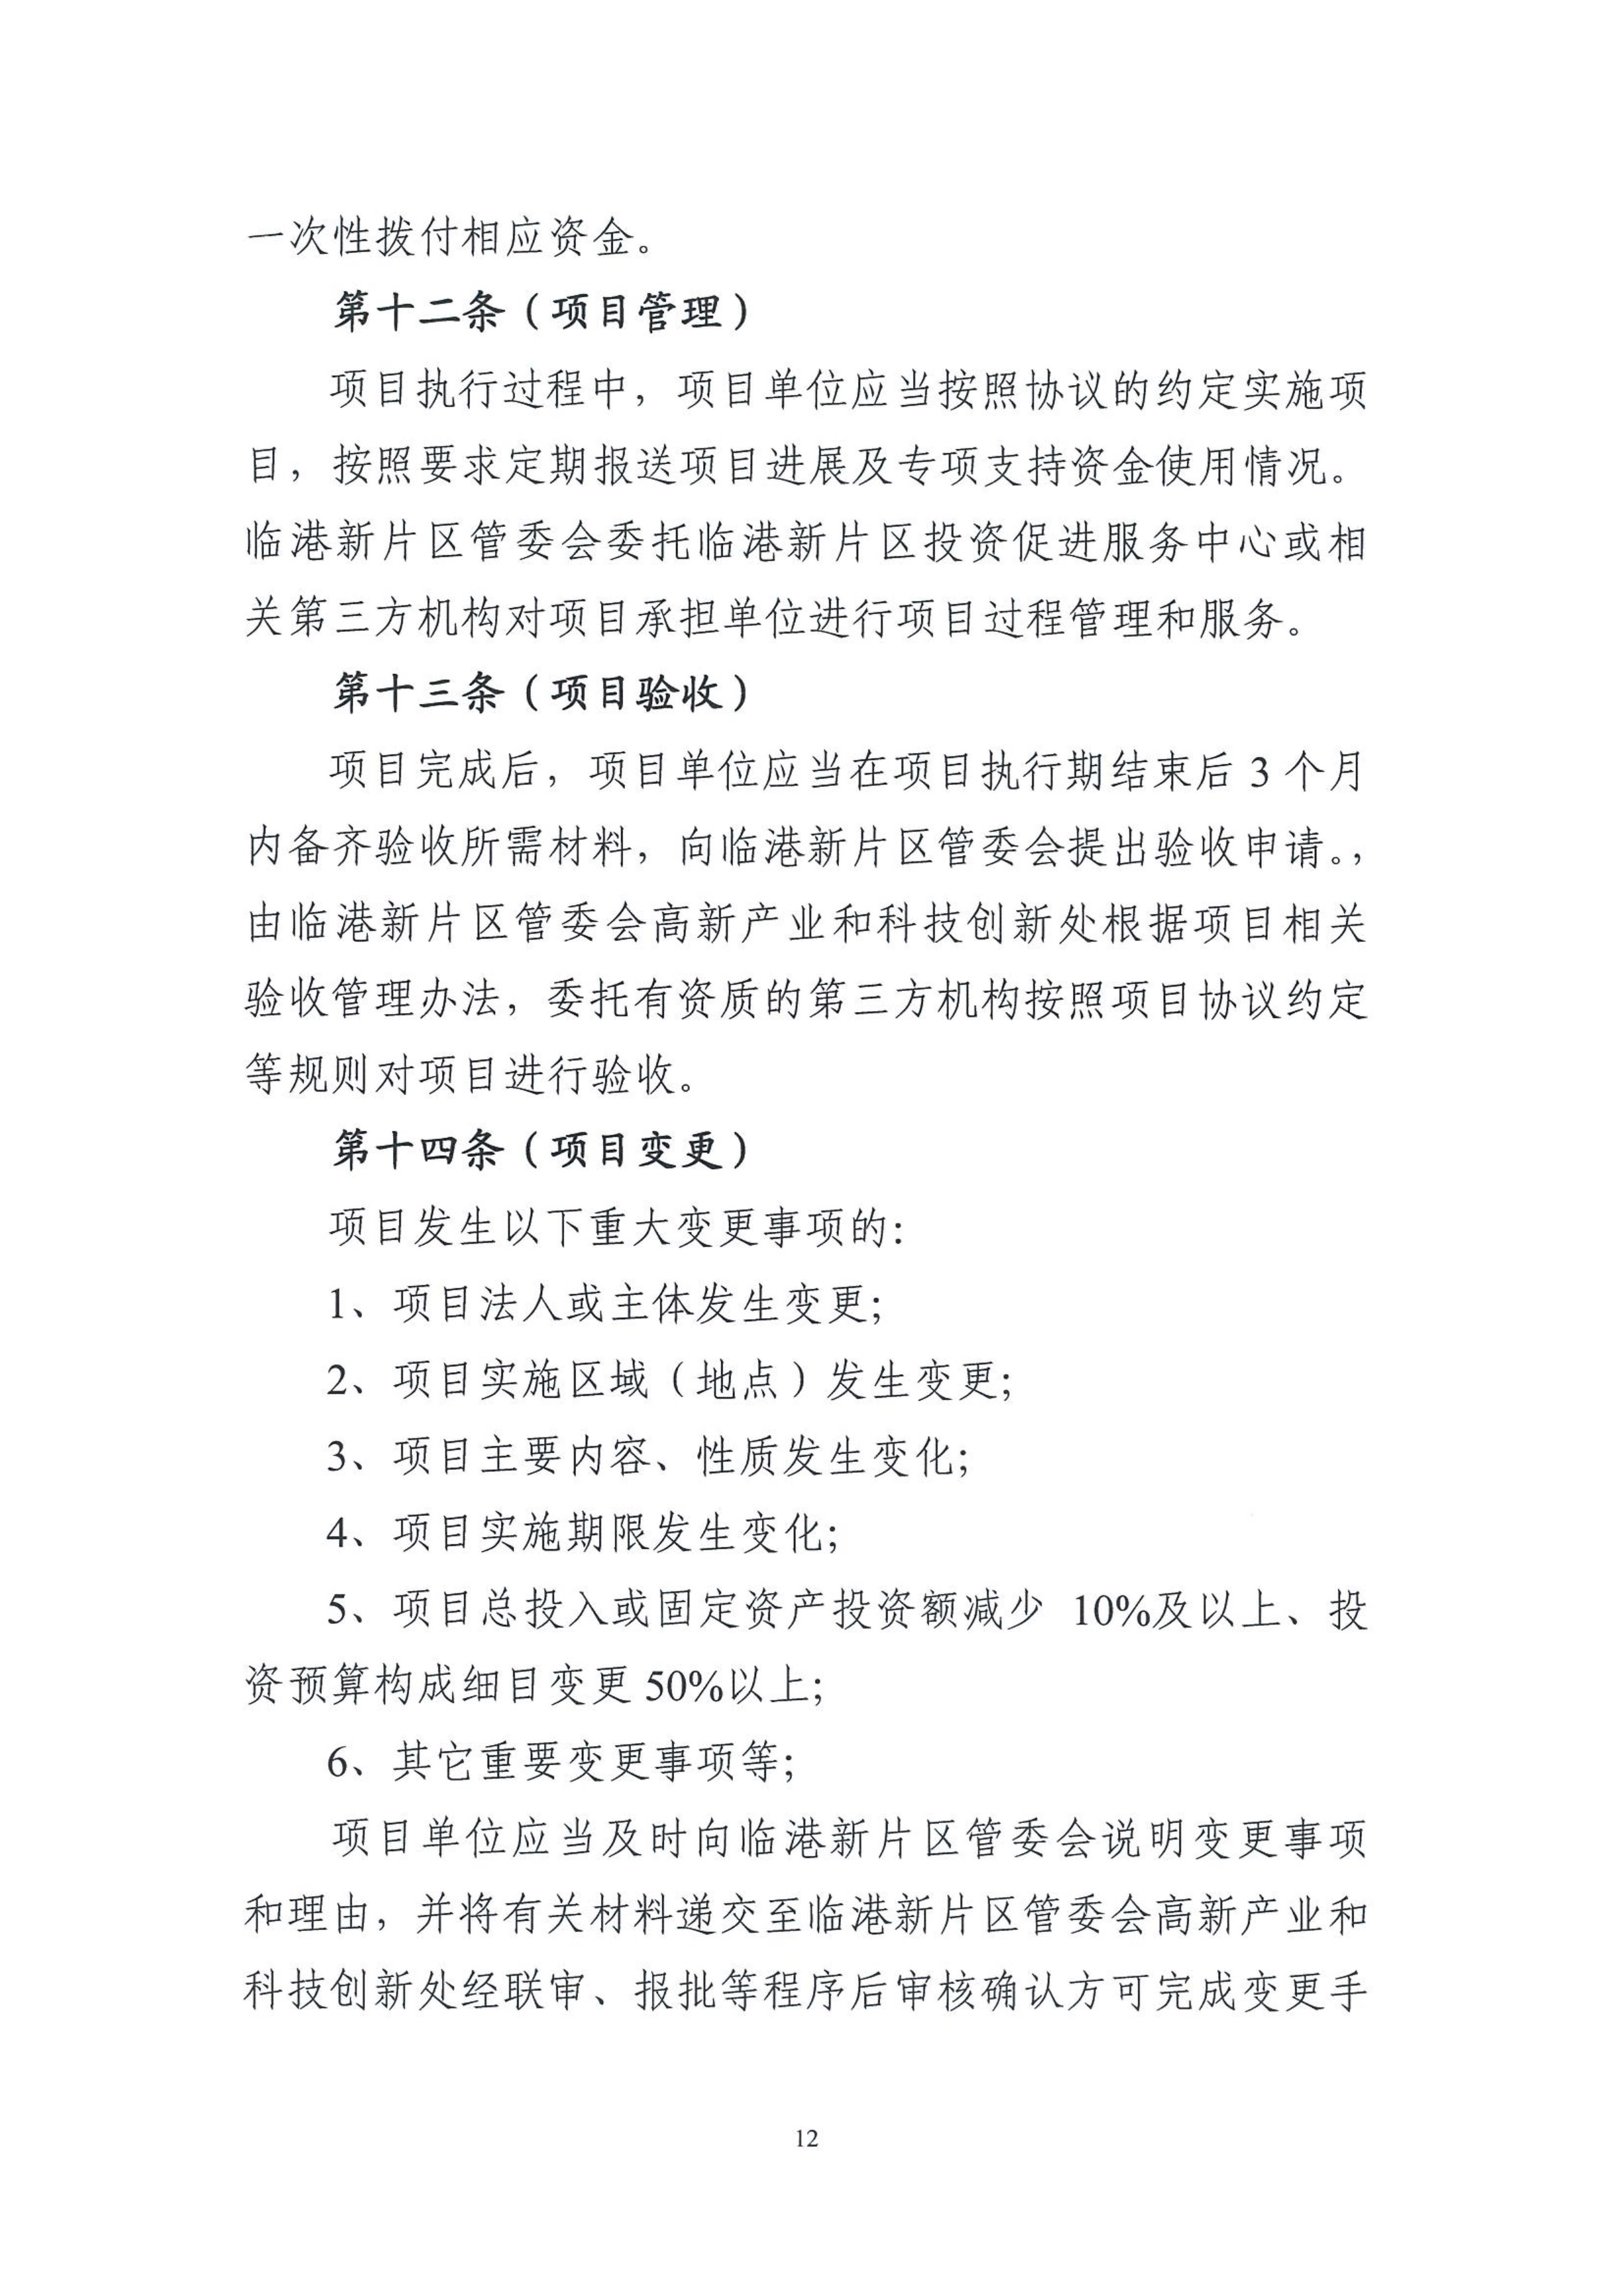 一次性拨付相应资金。
第十二条（项目管理）
项目执行过程中，项目单位应当按照协议的约定实施项
目，按照要求定期报送项目进展及专项支持资金使用情况。
临港新片区管委会委托临港新片区投资促进服务中心或相
关第三方机构对项目承担单位进行项目过程管理和服务。
第十三条（项目验收）
项目完成后，项目单位应当在项目执行期结束后 3 个月
内备齐验收所需材料，向临港新片区管委会提出验收申请。，
由临港新片区管委会高新产业和科技创新处根据项目相关
验收管理办法，委托有资质的第三方机构按照项目协议约定
等规则对项目进行验收。
第十四条（项目变更）
项目发生以下重大变更事项的：
1、项目法人或主体发生变更；
2、项目实施区域（地点）发生变更；
3、项目主要内容、性质发生变化；
4、项目实施期限发生变化；
5、项目总投入或固定资产投资额减少 10%及以上、投
资预算构成细目变更 50%以上；
6、其它重要变更事项等；
项目单位应当及时向临港新片区管委会说明变更事项
和理由，并将有关材料递交至临港新片区管委会高新产业和
科技创新处经联审、报批等程序后审核确认方可完成变更手
12